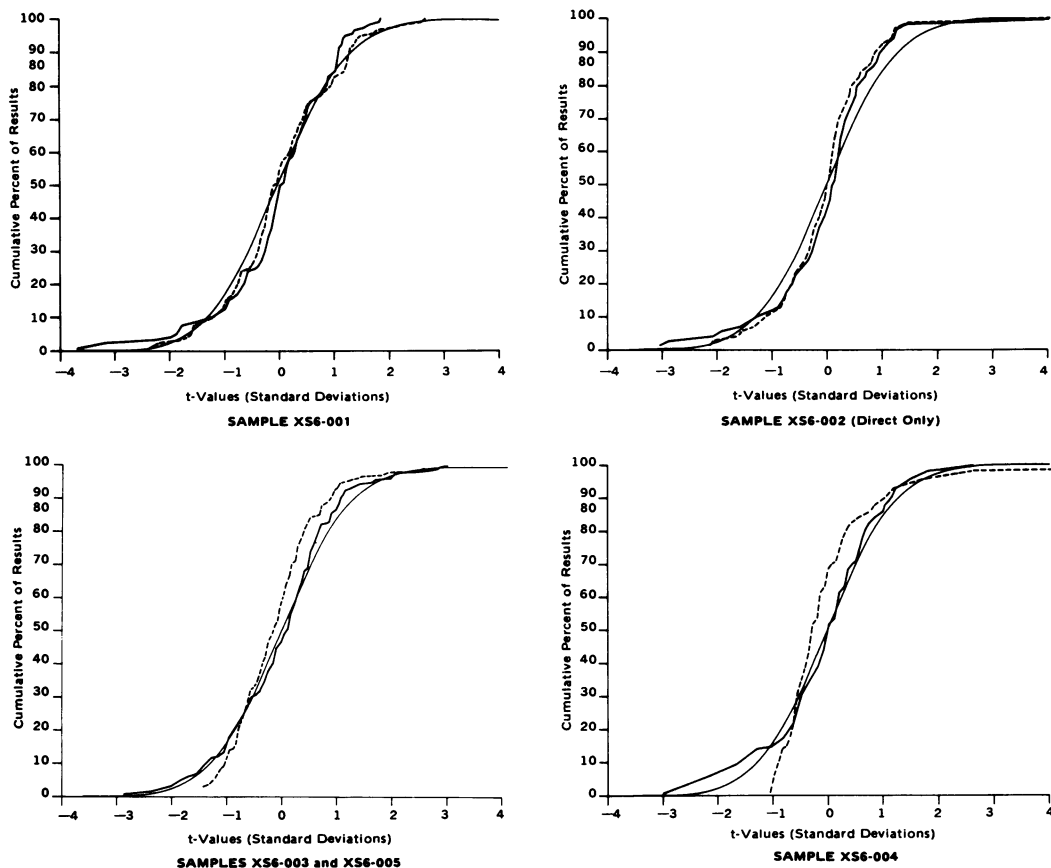 100
90
80
70
60
50
40
30
20
10
0
Cumulative Percent of Results
−4 −3 −2 −1 0 1 2 3 4
t-Values (Standard Deviations)
SAMPLE XS6-001
100
90
80
70
60
50
40
30
20
10
0
Cumulative Percent of Results
−4 −3 −2 −1 0 1 2 3 4
t-Values (Standard Deviations)
SAMPLE XS6-002 (Direct Only)
100
90
80
70
60
50
40
30
20
10
0
Cumulative Percent of Results
−4 −3 −2 −1 0 1 2 3 4
t-Values (Standard Deviations)
SAMPLES XS6-003 and XS6-005
100
90
80
70
60
50
40
30
20
10
0
Cumulative Percent of Results
−4 −3 −2 −1 0 1 2 3 4
t-Values (Standard Deviations)
SAMPLE XS6-004